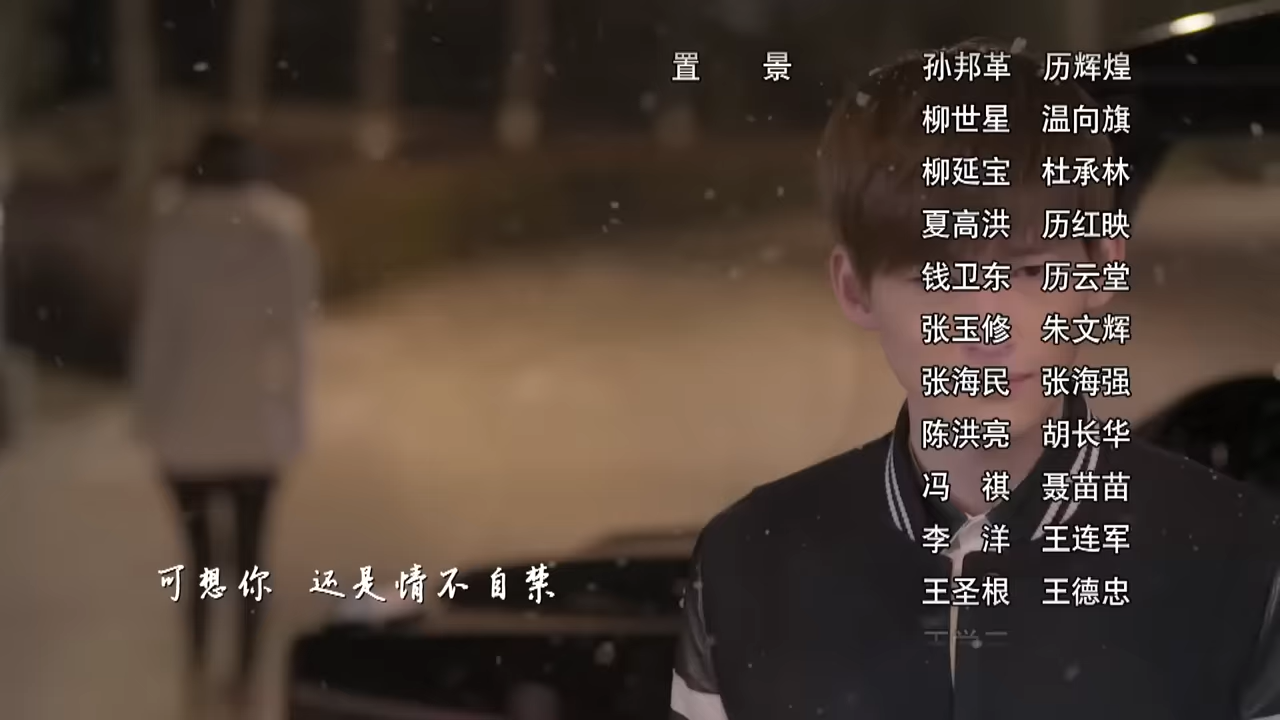 置 景 孙邦革 历辉煌
柳世星 温向旗
柳延宝 杜承林
夏高洪 历红映
钱卫东 历云堂
张玉修 朱文辉
张海民 张海强
陈洪亮 胡长华
冯 祺 聂苗苗
李 洋 王连军
王圣根 王德忠
可想你 还是情不自禁